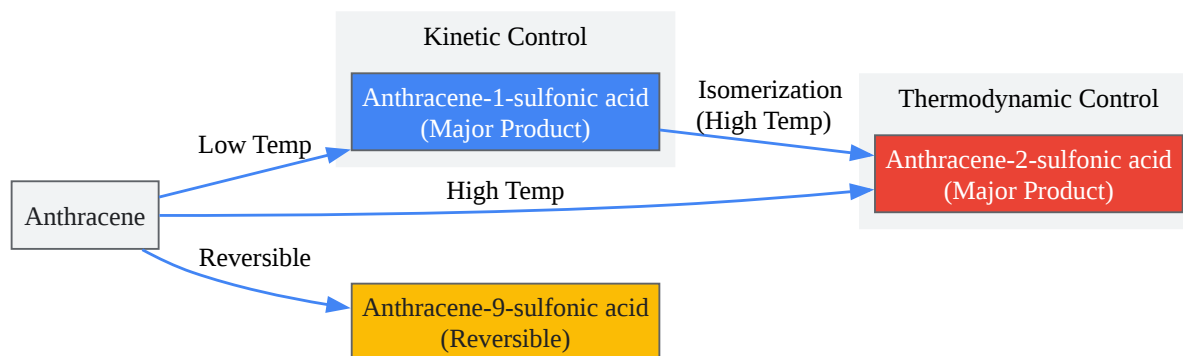 Kinetic Control
Anthracene-1-sulfonic acid
(Major Product)
Isomerization
(High Temp)
Thermodynamic Control
Anthracene-2-sulfonic acid
(Major Product)
Low Temp
High Temp
Anthracene
Reversible
Anthracene-9-sulfonic acid
(Reversible)